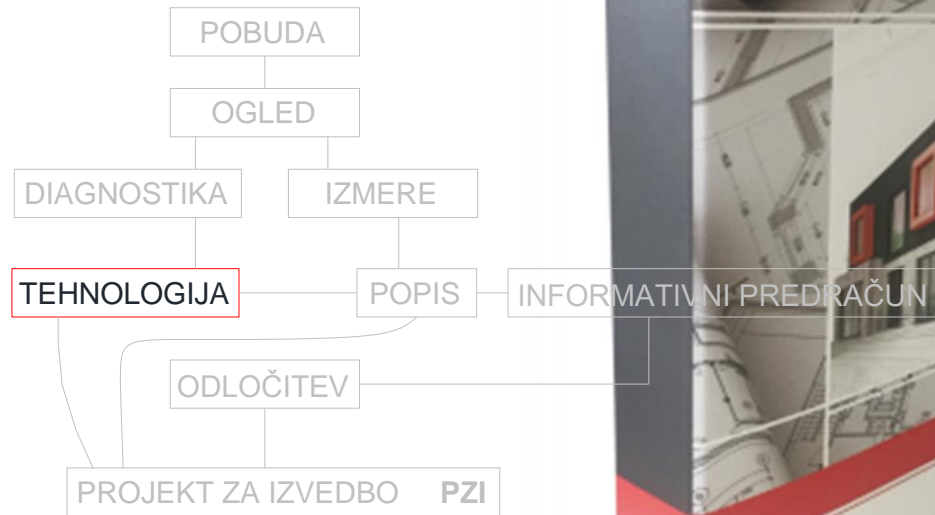 POBUDA
OGLED
DIAGNOSTIKA IZMERE
TEHNOLOGIJA POPIS INFORMATIVNI PREDRAČUN
ODLOČITEV
PROJEKT ZA IZVEDBO PZI